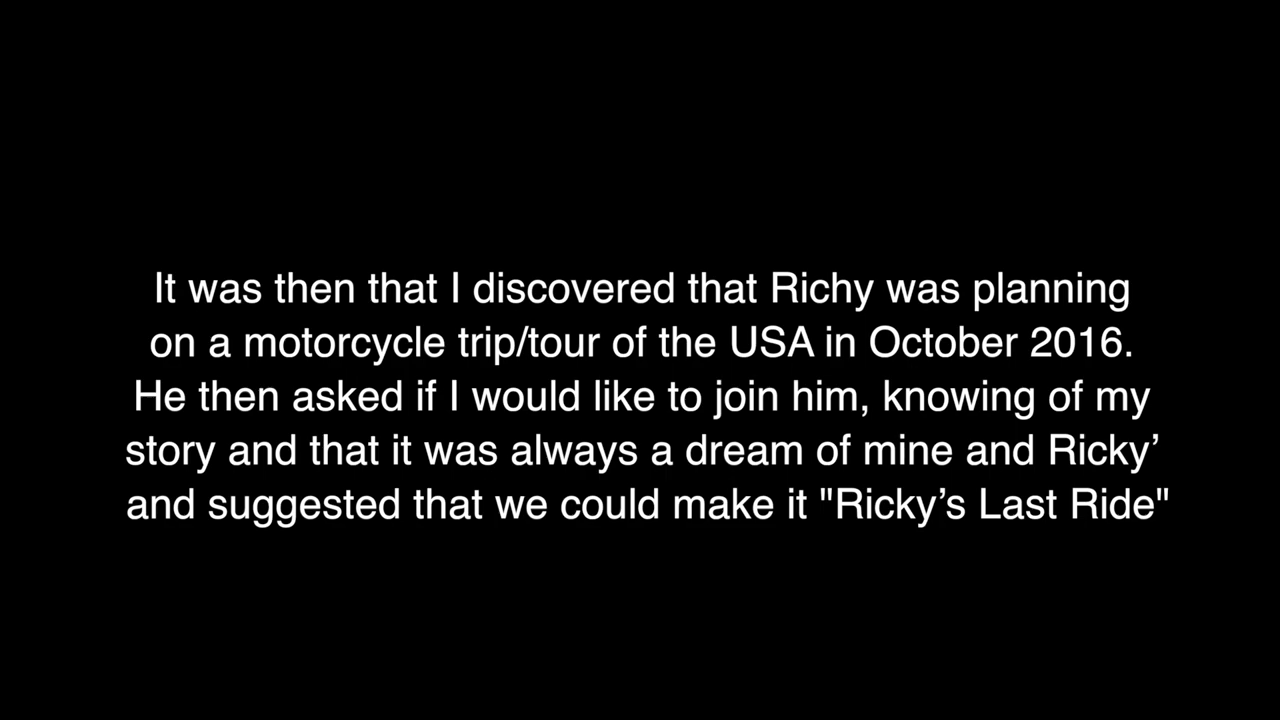 It was then that I discovered that Richy was planning
on a motorcycle trip/tour of the USA in October 2016.
He then asked if I would like to join him, knowing of my
story and that it was always a dream of mine and Ricky’
and suggested that we could make it "Ricky’s Last Ride"